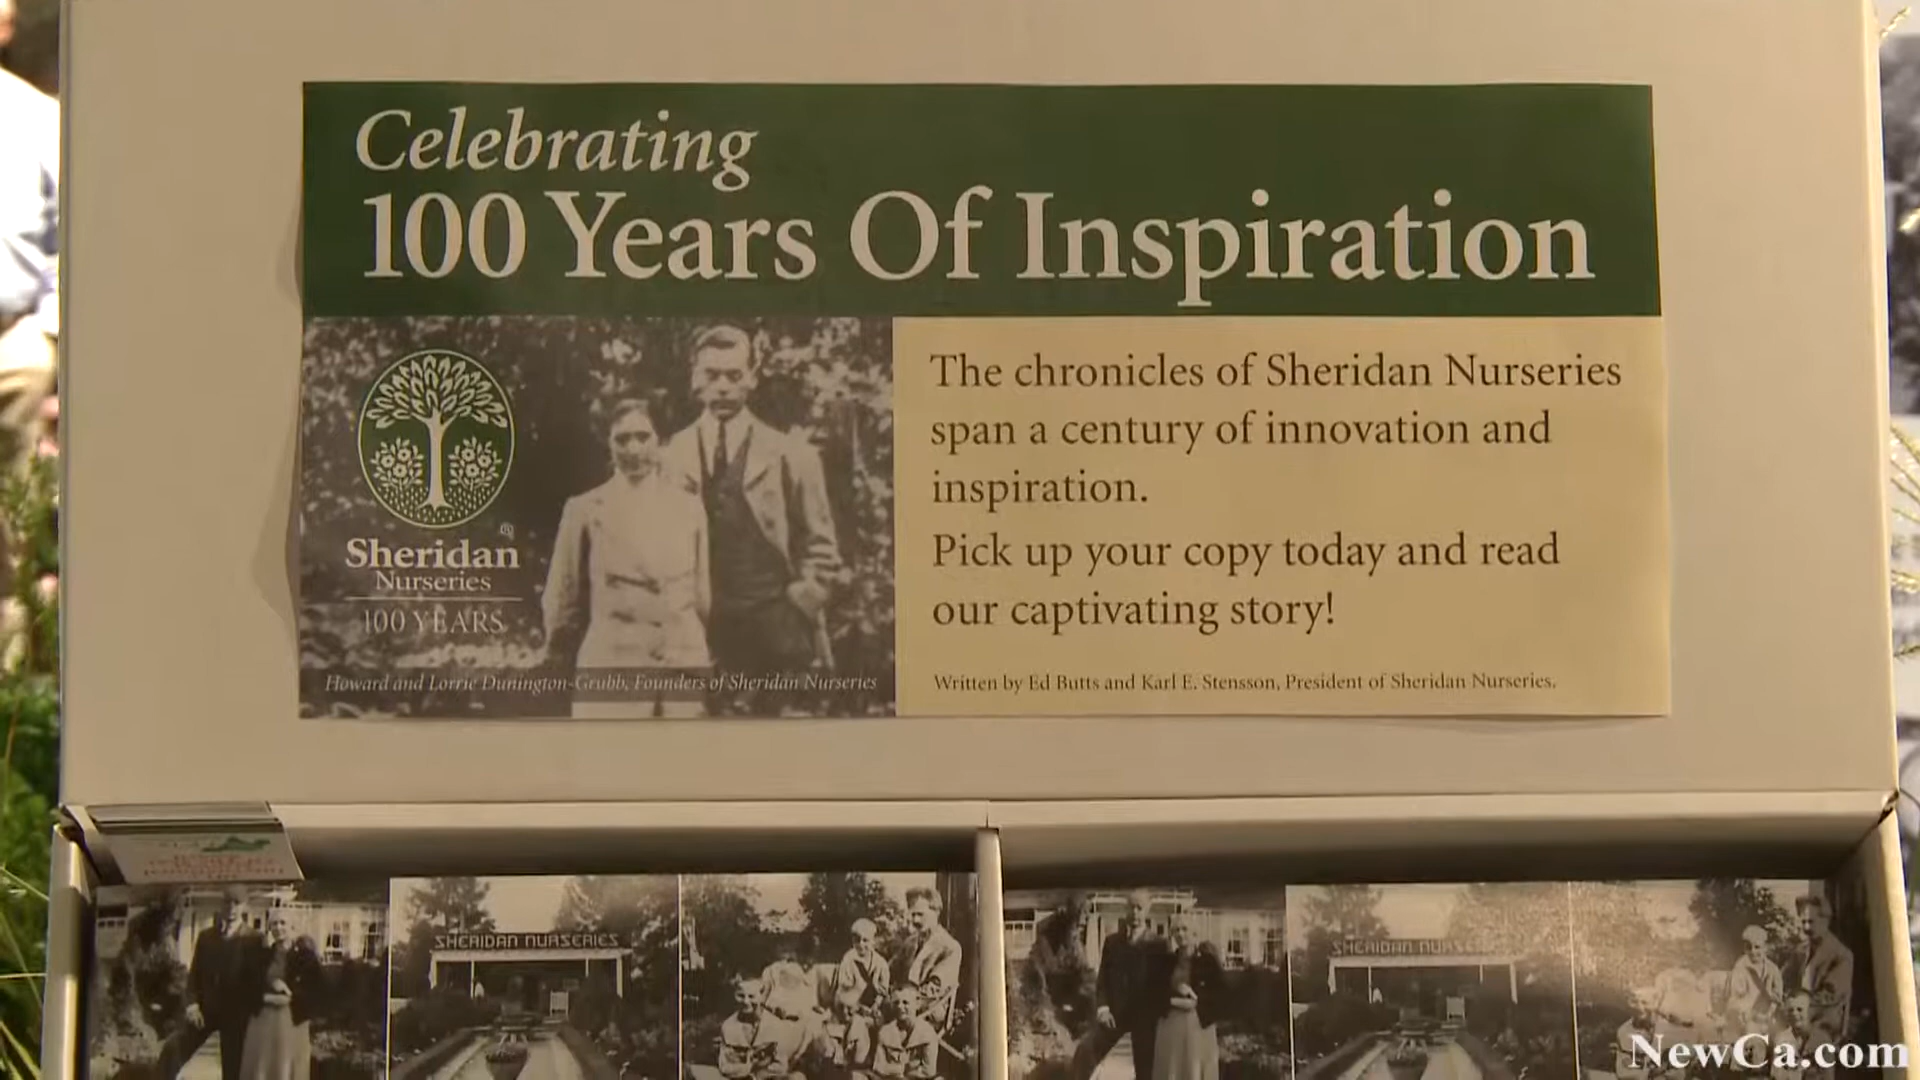 Celebrating
100 Years Of Inspiration
®
Sheridan
Nurseries
100 YEARS
Howard and Lorrie Dunington-Grubb, Founders of Sheridan Nurseries
The chronicles of Sheridan Nurseries
span a century of innovation and
inspiration.
Pick up your copy today and read
our captivating story!
Written by Ed Butts and Karl E. Stensson, President of Sheridan Nurseries.
SHERIDAN NURSERIES
SHERIDAN NURSERIES
NewCa.com